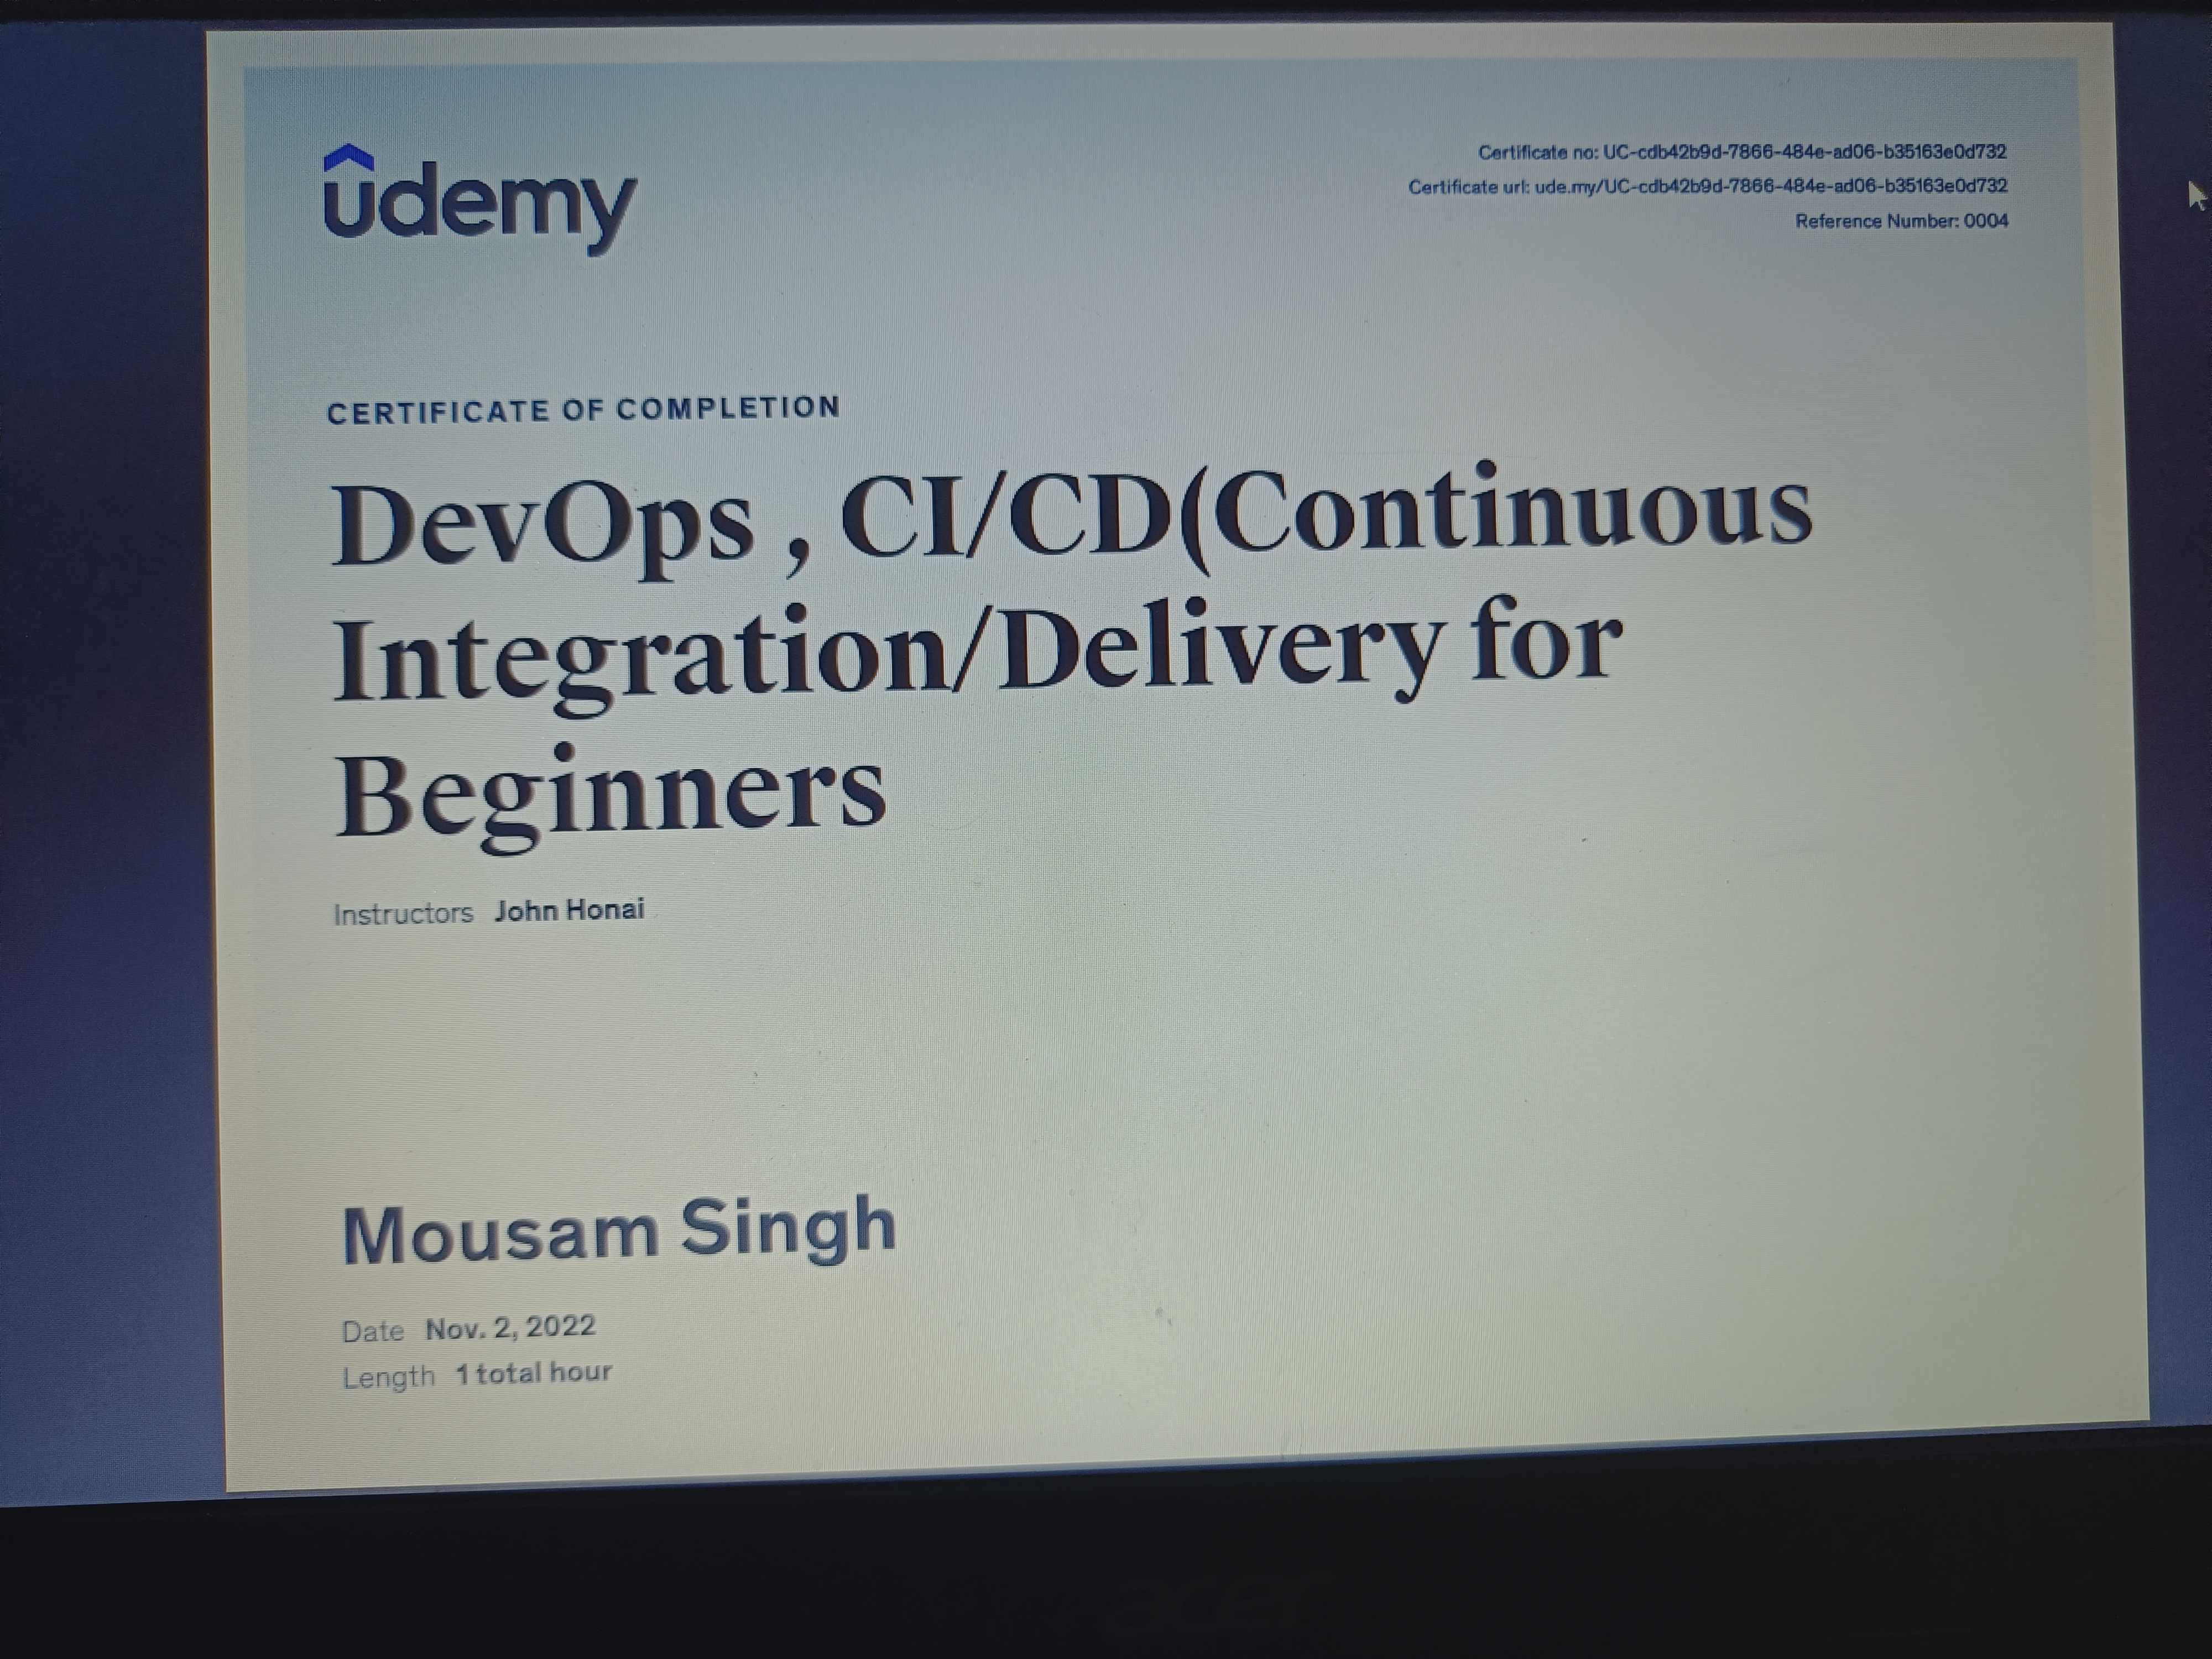 udemy
Certificate no: UC-cdb42b9d-7866-484e-ad06-b35163e0d732
Certificate url: ude.my/UC-cdb42b9d-7866-484e-ad06-b35163e0d732
Reference Number: 0004
CERTIFICATE OF COMPLETION
DevOps , CI/CD(Continuous
Integration/Delivery for
Beginners
Instructors John Honai
Mousam Singh
Date Nov. 2, 2022
Length 1 total hour
acer